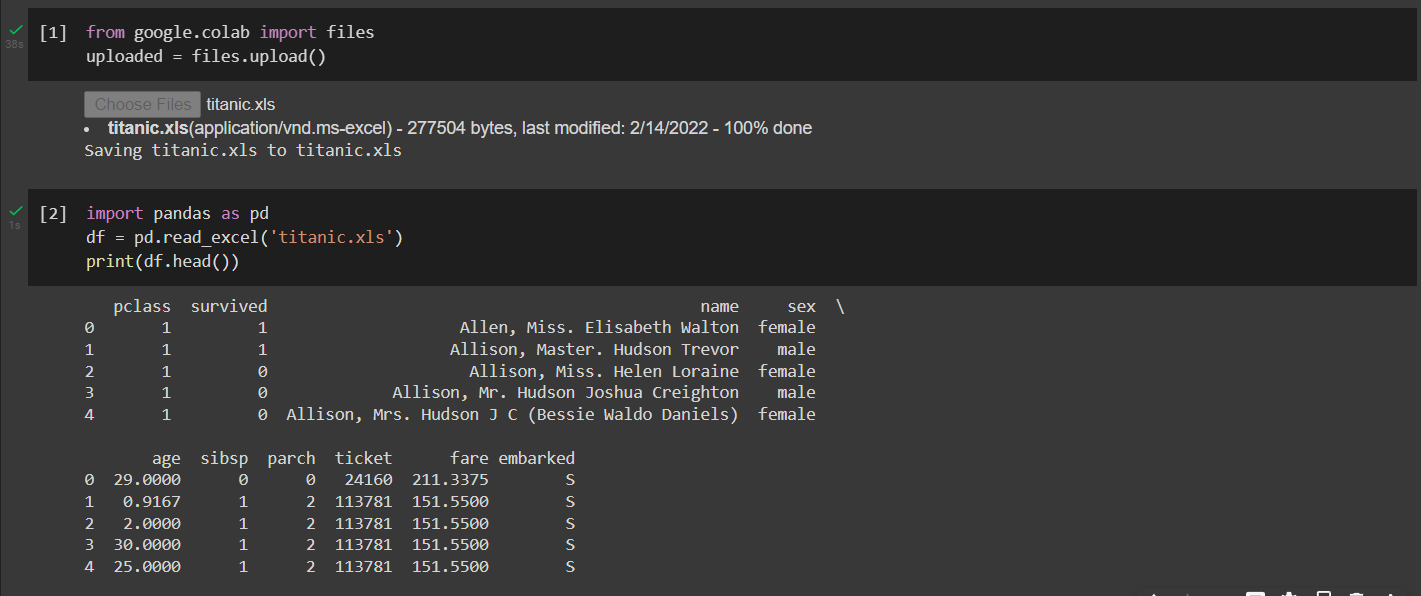 [1] from google.colab import files
38s
uploaded = files.upload()
Choose Files titanic.xls
• titanic.xls(application/vnd.ms-excel) - 277504 bytes, last modified: 2/14/2022 - 100% done
Saving titanic.xls to titanic.xls
[2] import pandas as pd
1s
df = pd.read_excel('titanic.xls')
print(df.head())
   pclass  survived                                             name     sex  \
0       1         1                    Allen, Miss. Elisabeth Walton  female
1       1         1                   Allison, Master. Hudson Trevor    male
2       1         0                     Allison, Miss. Helen Loraine  female
3       1         0             Allison, Mr. Hudson Joshua Creighton    male
4       1         0  Allison, Mrs. Hudson J C (Bessie Waldo Daniels)  female
       age  sibsp  parch  ticket      fare embarked
0  29.0000      0      0   24160  211.3375        S
1   0.9167      1      2  113781  151.5500        S
2   2.0000      1      2  113781  151.5500        S
3  30.0000      1      2  113781  151.5500        S
4  25.0000      1      2  113781  151.5500        S